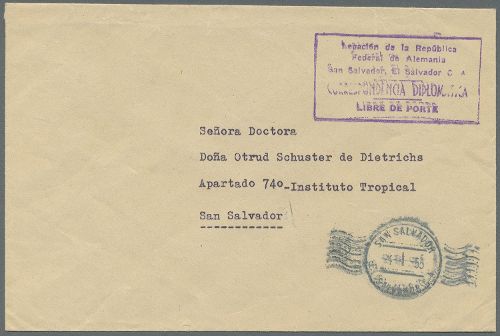 Legación de la República
Federal de Alemania
San Salvador, El Salvador C A
CORRESPONDENCIA DIPLOMATICA
LIBRE DE PORTE
Señora Doctora
Doña Otrud Schuster de Dietrichs
Apartado 740-Instituto Tropical
San Salvador
SAN SALVADOR